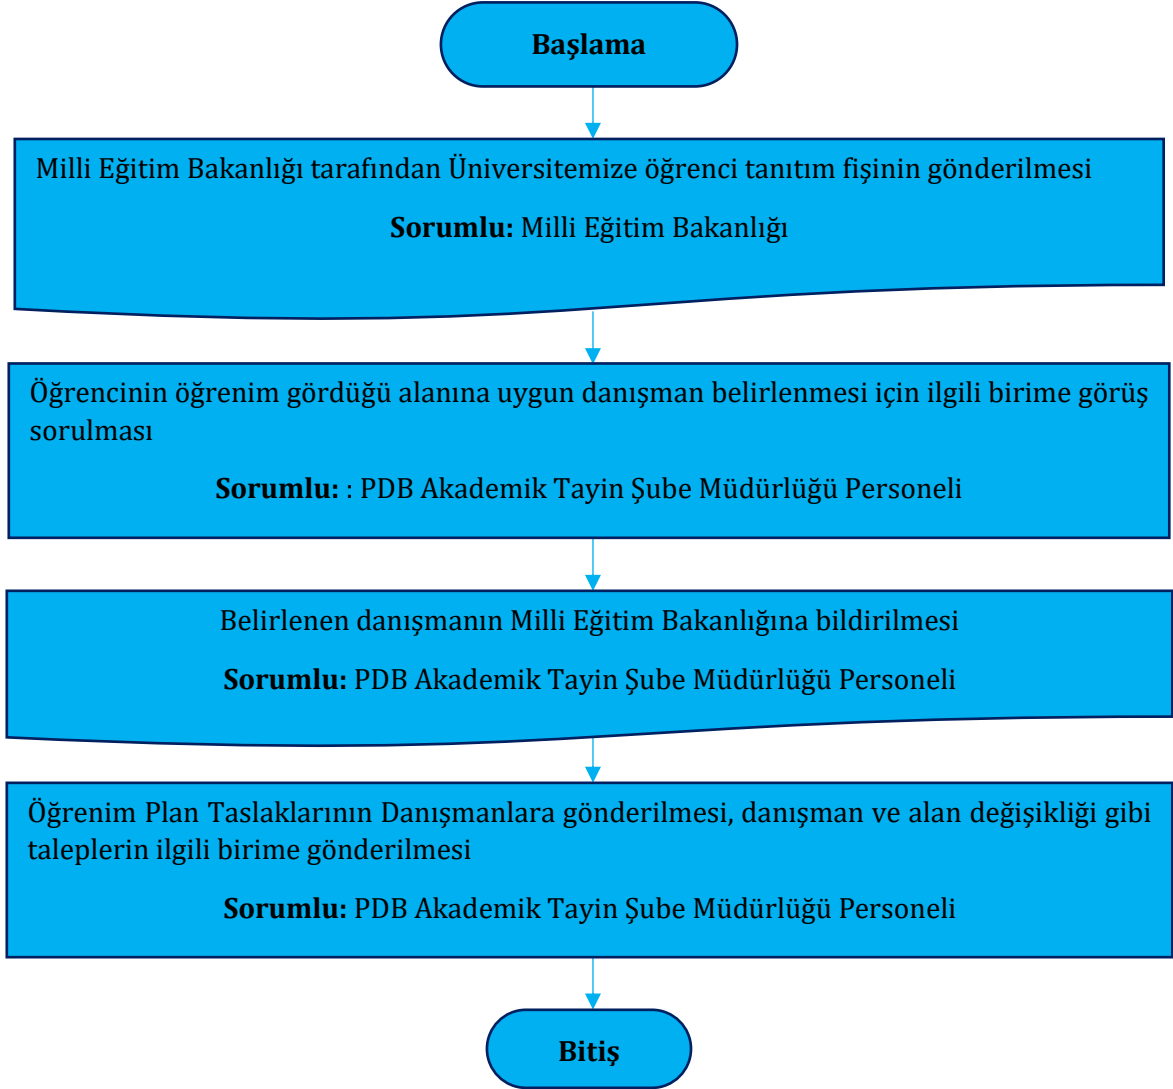 Başlama
Milli Eğitim Bakanlığı tarafından Üniversitemize öğrenci tanıtım fişinin gönderilmesi
Sorumlu: Milli Eğitim Bakanlığı
Öğrencinin öğrenim gördüğü alanına uygun danışman belirlenmesi için ilgili birime görüş
sorulması
Sorumlu: : PDB Akademik Tayin Şube Müdürlüğü Personeli
Belirlenen danışmanın Milli Eğitim Bakanlığına bildirilmesi
Sorumlu: PDB Akademik Tayin Şube Müdürlüğü Personeli
Öğrenim Plan Taslaklarının Danışmanlara gönderilmesi, danışman ve alan değişikliği gibi
taleplerin ilgili birime gönderilmesi
Sorumlu: PDB Akademik Tayin Şube Müdürlüğü Personeli
Bitiş